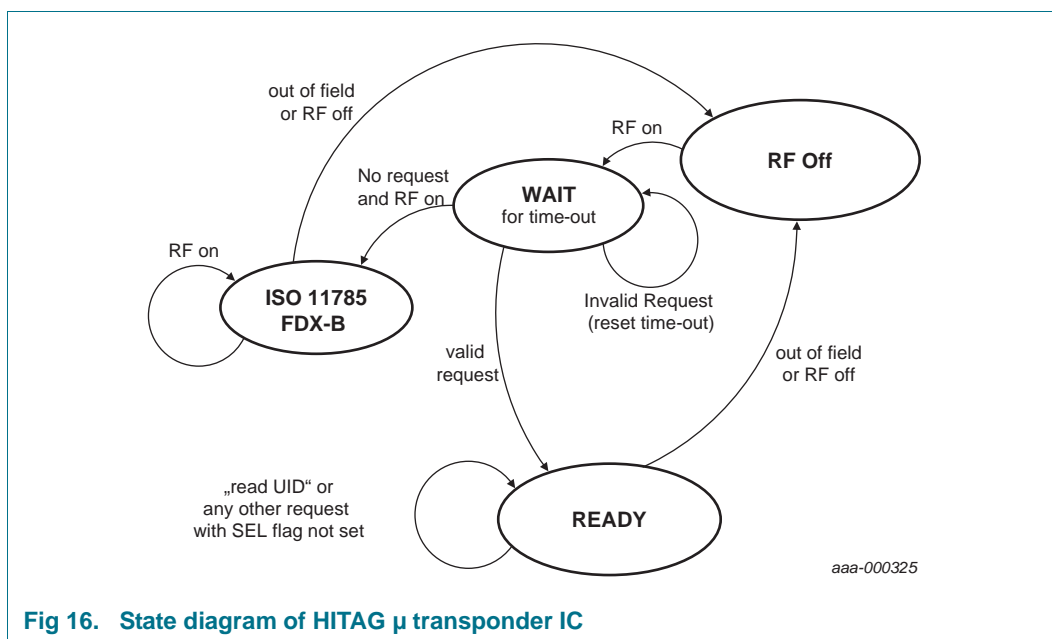 out of field
or RF off
RF on
RF Off
No request
and RF on
WAIT
for time-out
RF on
ISO 11785
FDX-B
Invalid Request
(reset time-out)
valid
request
out of field
or RF off
„read UID“ or
any other request
with SEL flag not set
READY
aaa-000325
Fig 16. State diagram of HITAG µ transponder IC